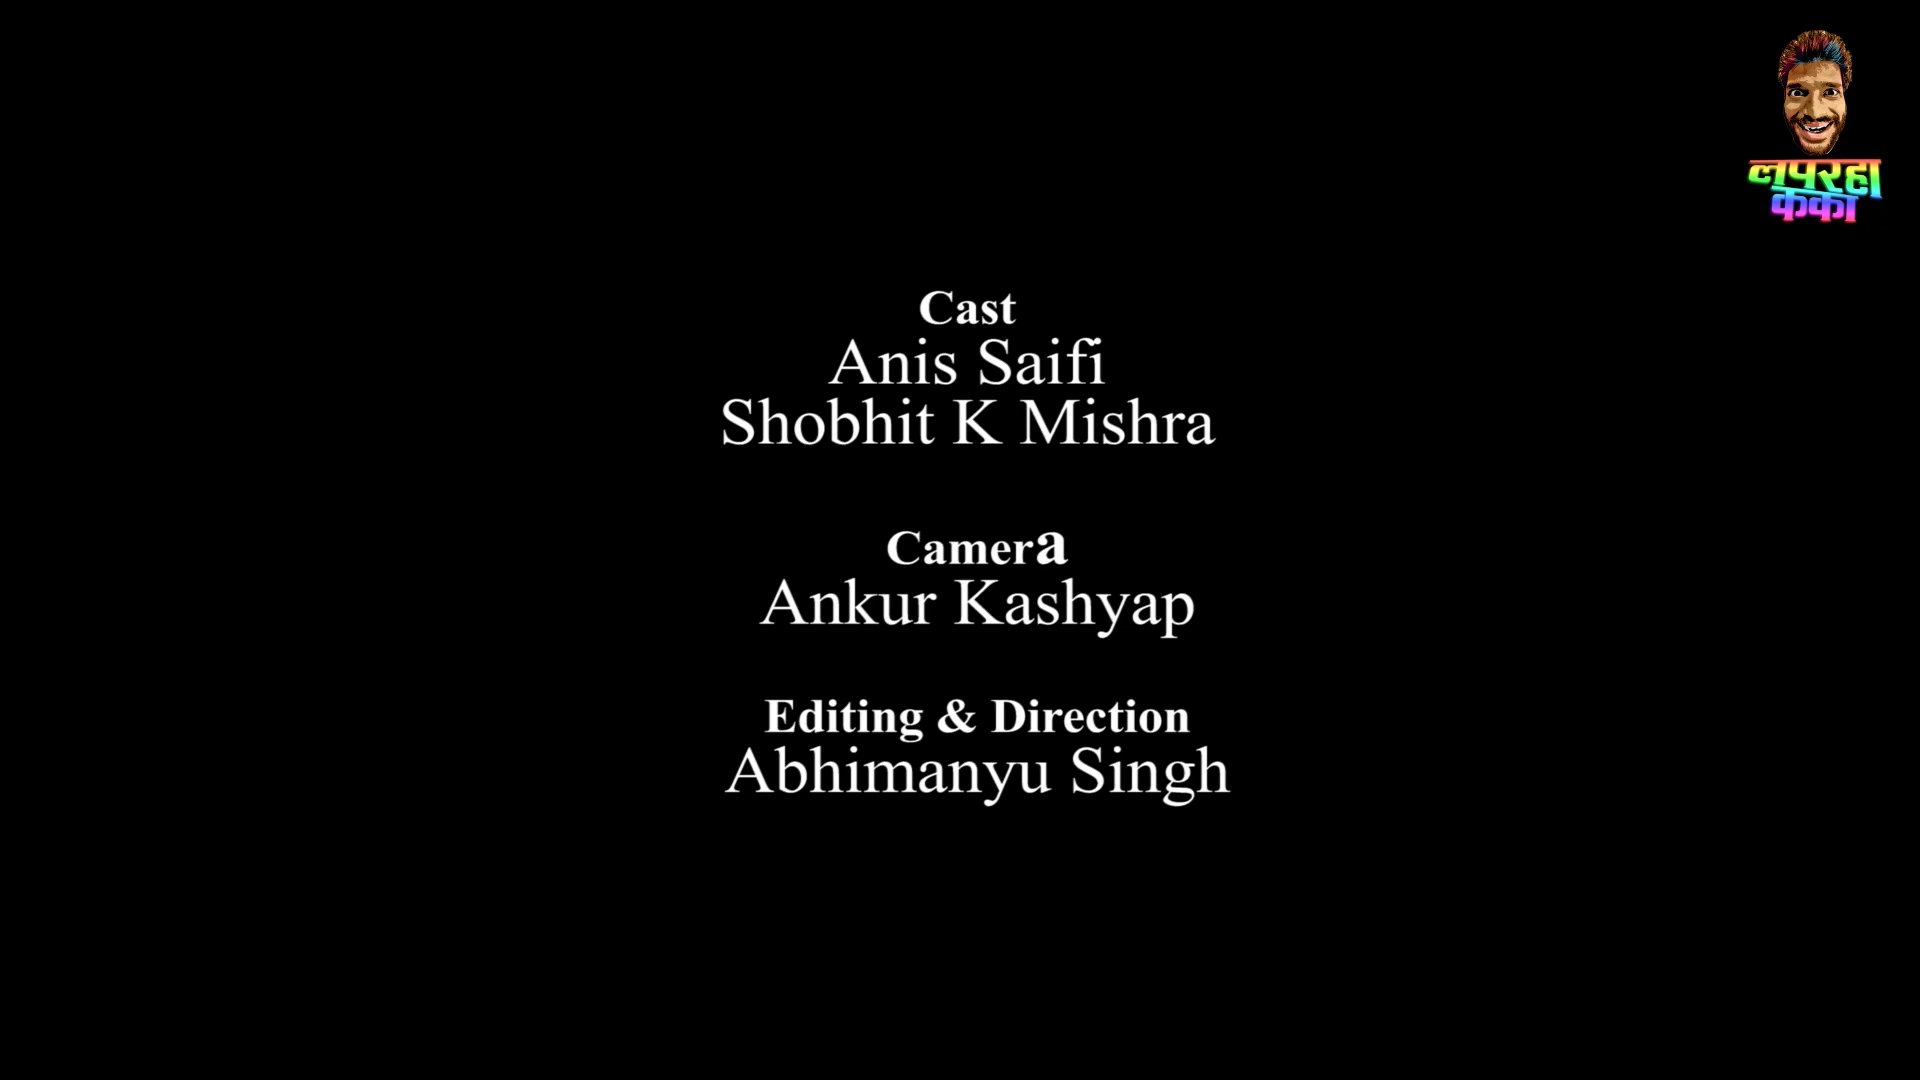 लपरहा
कका
Cast
Anis Saifi
Shobhit K Mishra
Camera
Ankur Kashyap
Editing & Direction
Abhimanyu Singh